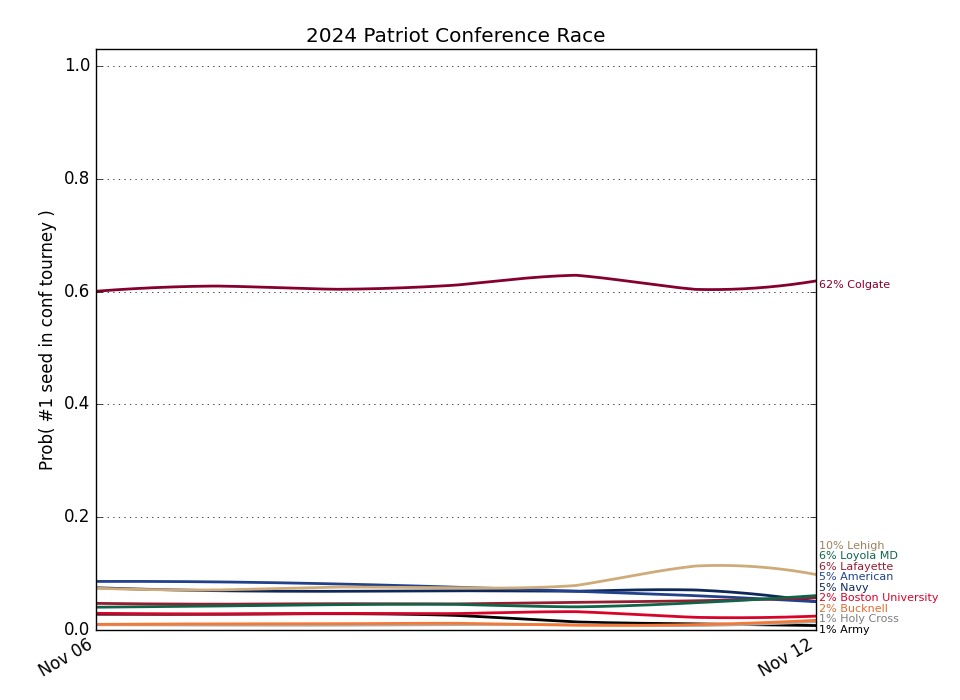 2024 Patriot Conference Race
Prob( #1 seed in conf tourney )
1.0
0.8
0.6
0.4
0.2
0.0
Nov 06
Nov 12
62% Colgate
10% Lehigh
6% Loyola MD
6% Lafayette
5% American
5% Navy
2% Boston University
2% Bucknell
1% Holy Cross
1% Army